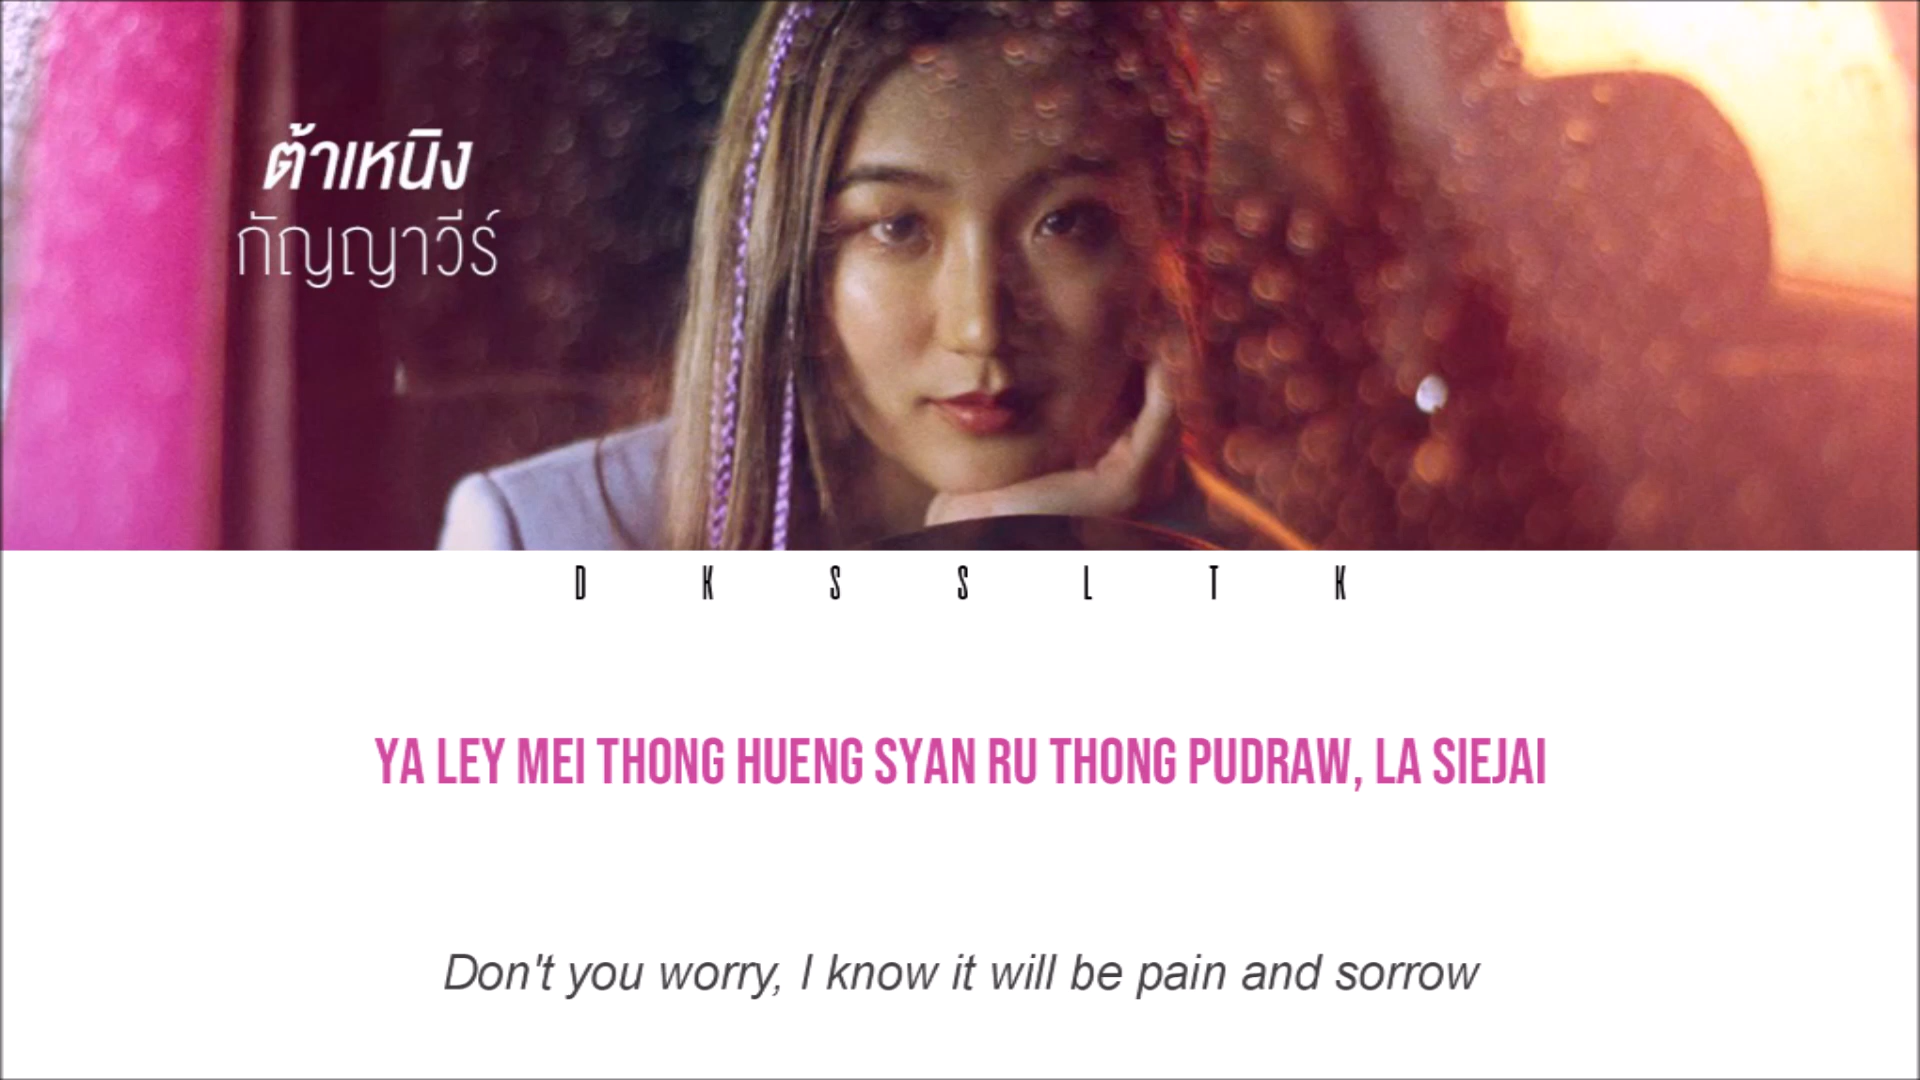 ต้าเหนิง
กัญญาวีร์
D K S S L T K
YA LEY MEI THONG HUENG SYAN RU THONG PUDRAW, LA SIEJAI
Don't you worry, I know it will be pain and sorrow